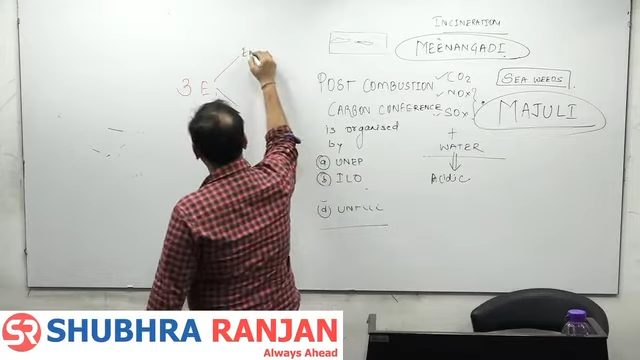 3 E
INCINERATION
MEENANGADI
POST COMBUSTION
CARBON CONFERENCE
is organised
by
(a) UNEP
(b) ILO
(d) UNFCCC
CO2
NOx
SOx
+
WATER
Acidic
SEA WEEDS
MAJULI
SR SHUBHRA RANJAN
Always Ahead